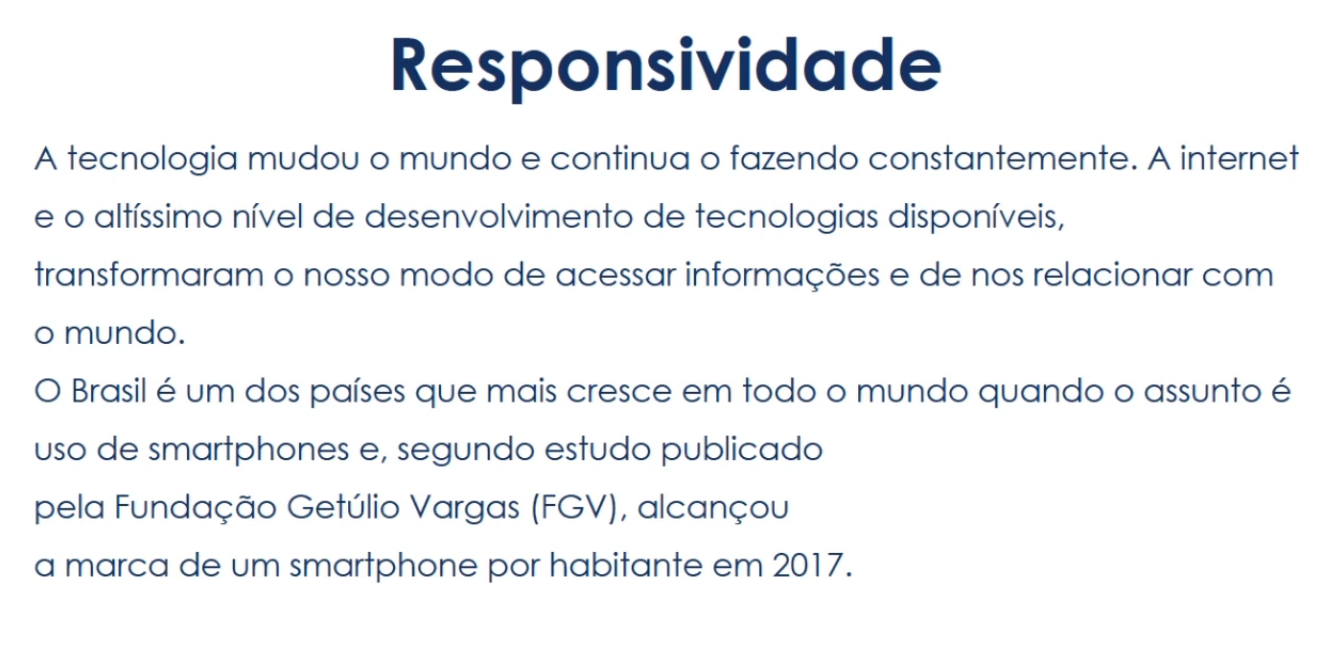 Responsividade
A tecnologia mudou o mundo e continua o fazendo constantemente. A internet
e o altíssimo nível de desenvolvimento de tecnologias disponíveis,
transformaram o nosso modo de acessar informações e de nos relacionar com
o mundo.
O Brasil é um dos países que mais cresce em todo o mundo quando o assunto é
uso de smartphones e, segundo estudo publicado
pela Fundação Getúlio Vargas (FGV), alcançou
a marca de um smartphone por habitante em 2017.